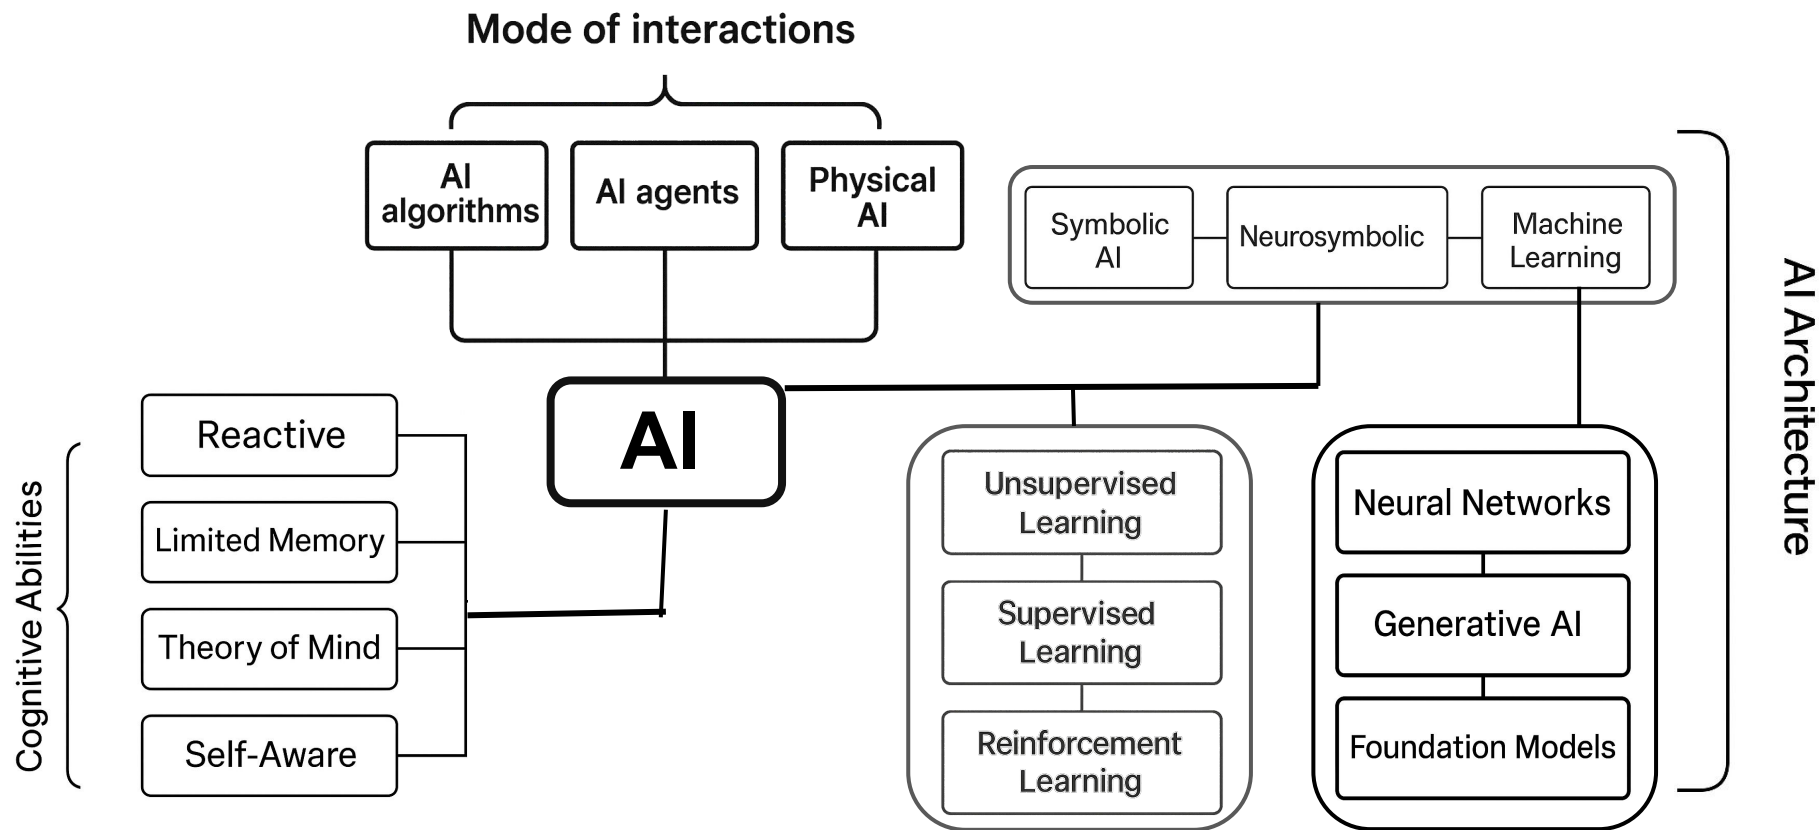 Mode of interactions
AI
algorithms
AI agents
Physical
AI
Symbolic
AI
Neurosymbolic
Machine
Learning
AI Architecture
AI
Cognitive Abilities
Reactive
Limited Memory
Theory of Mind
Self-Aware
Unsupervised
Learning
Supervised
Learning
Reinforcement
Learning
Neural Networks
Generative AI
Foundation Models